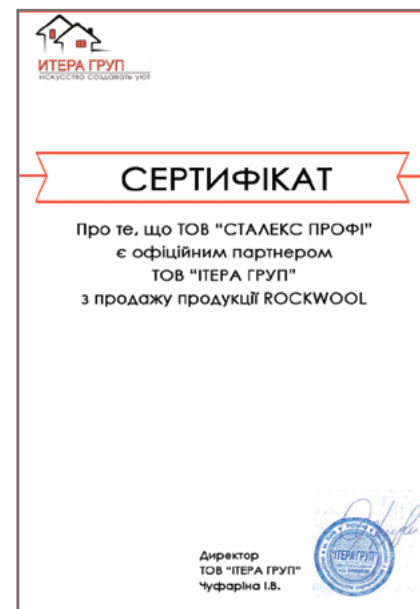 ИТЕРА ГРУП
искусство создавать уют
СЕРТИФІКАТ
Про те, що ТОВ “СТАЛЕКС ПРОФІ”
є офіційним партнером
ТОВ “ІТЕРА ГРУП”
з продажу продукції ROCKWOOL
Директор
ТОВ “ІТЕРА ГРУП”
Чуфаріна І.В.
"ІТЕРА ГРУП"